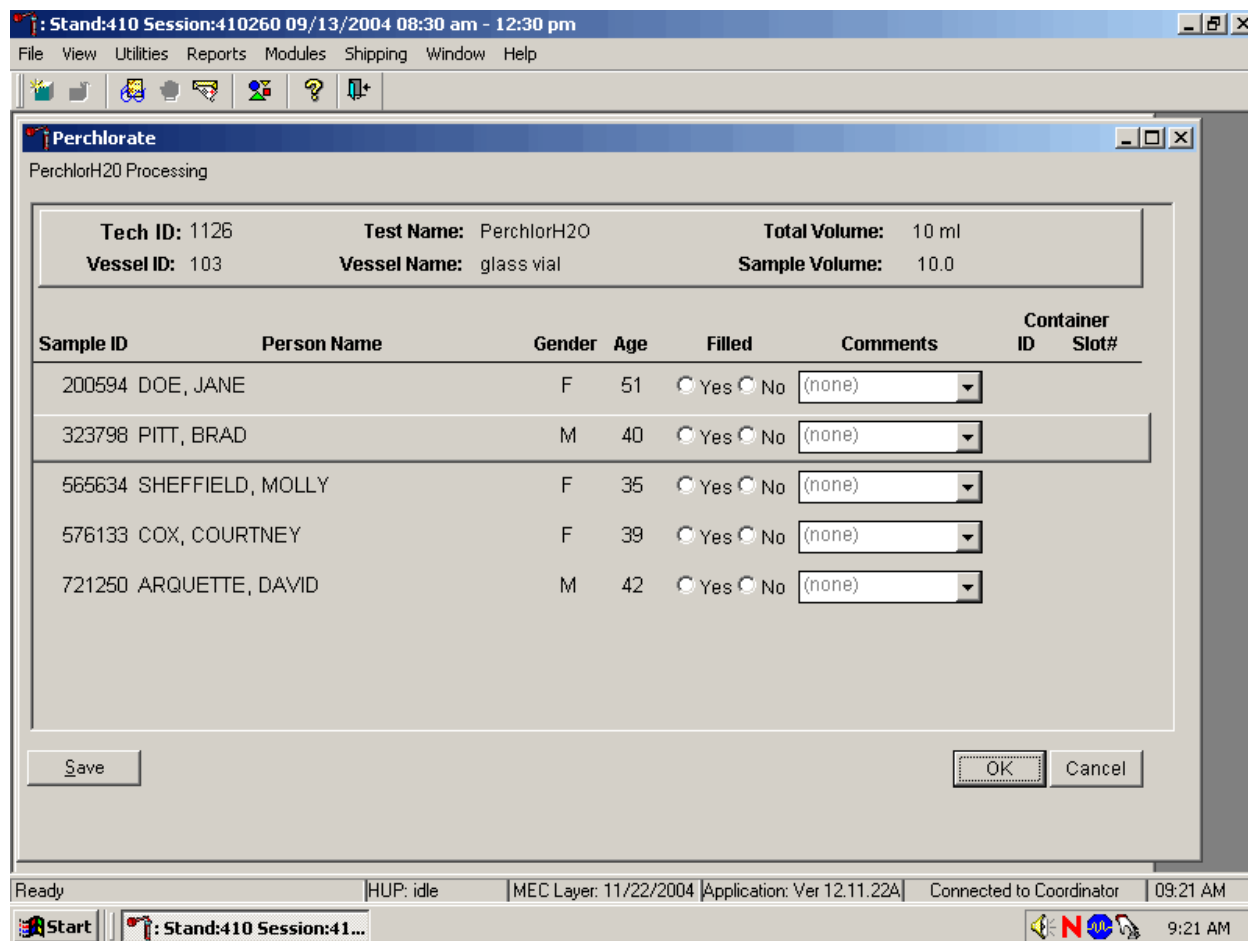 : Stand:410 Session:410260 09/13/2004 08:30 am - 12:30 pm
File View Utilities Reports Modules Shipping Window Help
Perchlorate
PerchlorH20 Processing
Tech ID: 1126 Test Name: PerchlorH2O Total Volume: 10 ml
Vessel ID: 103 Vessel Name: glass vial Sample Volume: 10.0
Container
Sample ID Person Name Gender Age Filled Comments ID Slot#
200594 DOE, JANE F 51 Yes No (none)
323798 PITT, BRAD M 40 Yes No (none)
565634 SHEFFIELD, MOLLY F 35 Yes No (none)
576133 COX, COURTNEY F 39 Yes No (none)
721250 ARQUETTE, DAVID M 42 Yes No (none)
Save OK Cancel
Ready HUP: idle MEC Layer: 11/22/2004 Application: Ver 12.11.22A Connected to Coordinator 09:21 AM
Start : Stand:410 Session:41... N 9:21 AM